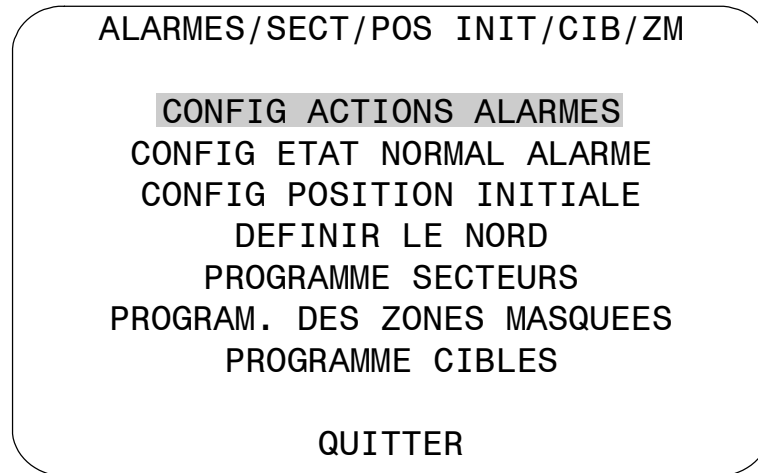 ALARMES/SECT/POS INIT/CIB/ZM
CONFIG ACTIONS ALARMES
CONFIG ETAT NORMAL ALARME
CONFIG POSITION INITIALE
DEFINIR LE NORD
PROGRAMME SECTEURS
PROGRAM. DES ZONES MASQUEES
PROGRAMME CIBLES
QUITTER